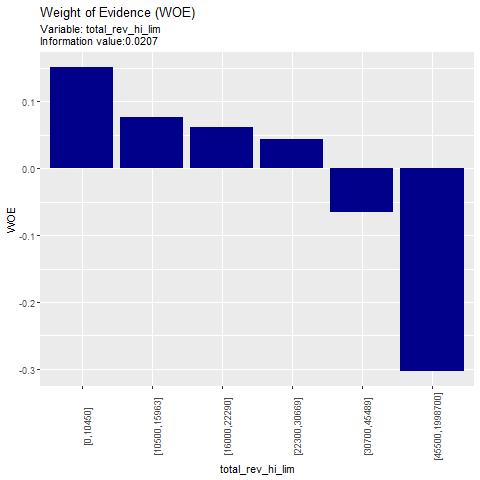 Weight of Evidence (WOE)
Variable: total_rev_hi_lim
Information value:0.0207
0.1
0.0
-0.1
-0.2
-0.3
WOE
[0,10450]
[10500,15963]
[16000,22290]
[22300,30669]
[30700,45489]
[45500,1998700]
total_rev_hi_lim